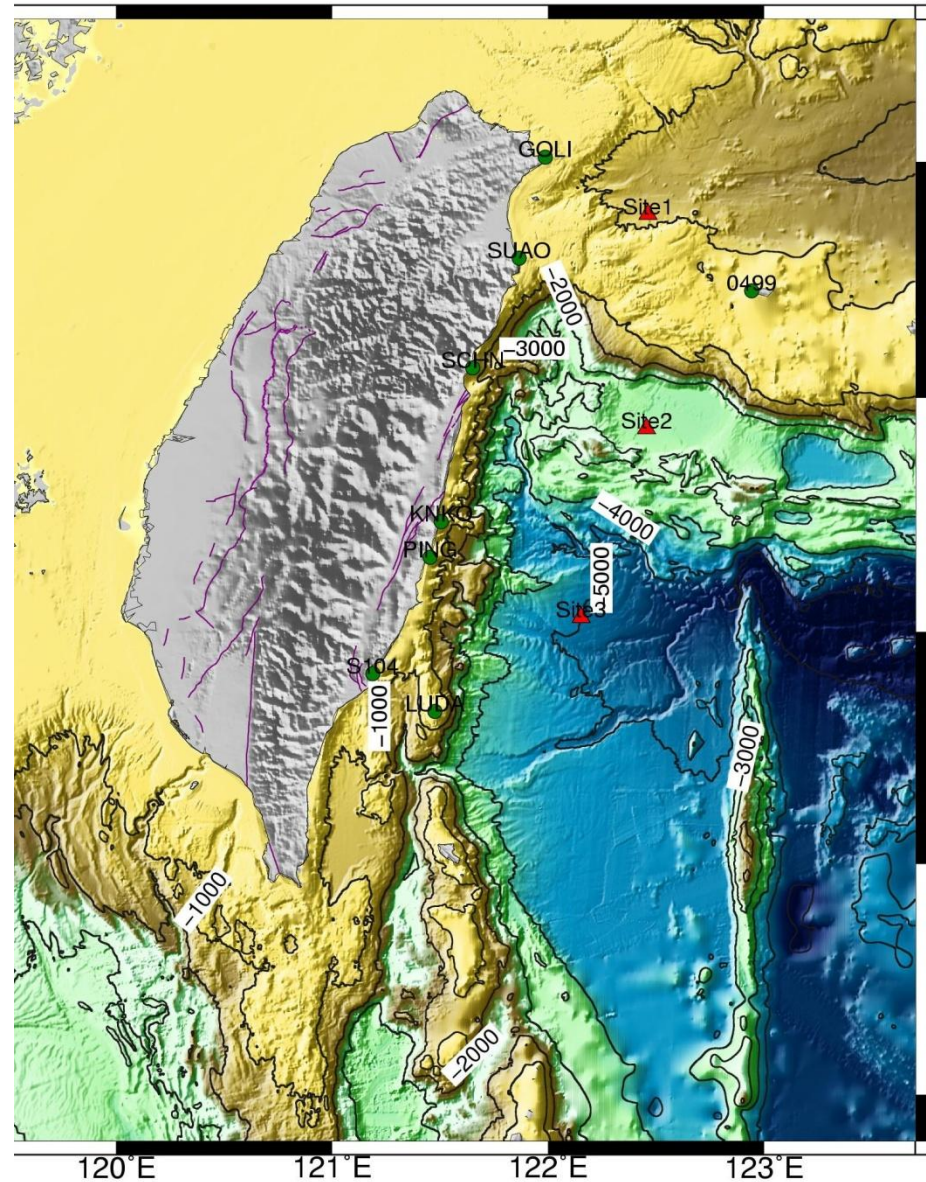 GOLI
Site1
SUAO
0499
−2000
−3000
SCHN
Site2
KNKO
−4000
PING
−5000
Site3
S104
−1000
LUDA
−3000
−1000
−2000
120°E
121°E
122°E
123°E